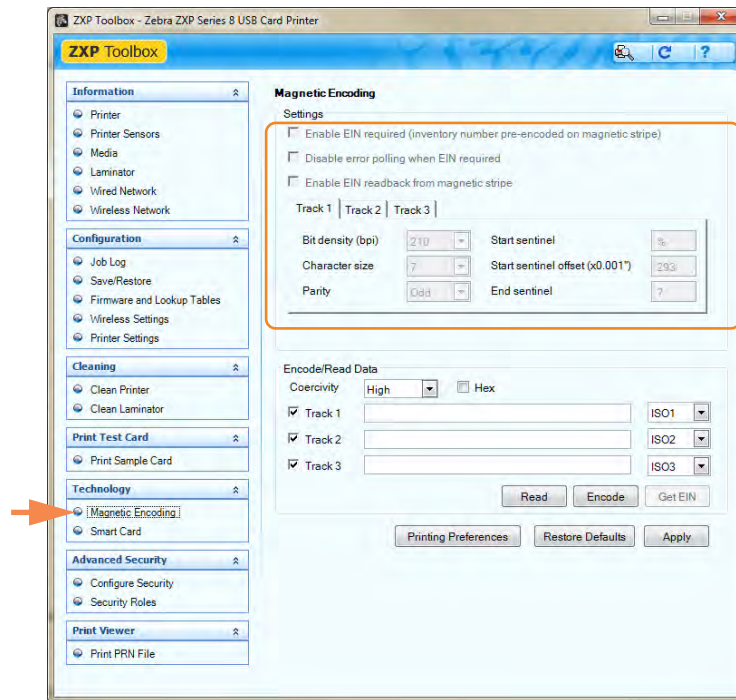 ZXP Toolbox - Zebra ZXP Series 8 USB Card Printer
ZXP Toolbox
Information
Printer
Printer Sensors
Media
Laminator
Wired Network
Wireless Network
Configuration
Job Log
Save/Restore
Firmware and Lookup Tables
Wireless Settings
Printer Settings
Cleaning
Clean Printer
Clean Laminator
Print Test Card
Print Sample Card
Technology
Magnetic Encoding
Smart Card
Advanced Security
Configure Security
Security Roles
Print Viewer
Print PRN File
Magnetic Encoding
Settings
Enable EIN required (inventory number pre-encoded on magnetic stripe)
Disable error polling when EIN required
Enable EIN readback from magnetic stripe
Track 1 Track 2 Track 3
Bit density (bpi) 210 Start sentinel %
Character size 7 Start sentinel offset (x0.001") 293
Parity Odd End sentinel ?
Encode/Read Data
Coercivity High Hex
Track 1 ISO1
Track 2 ISO2
Track 3 ISO3
Read Encode Get EIN
Printing Preferences Restore Defaults Apply